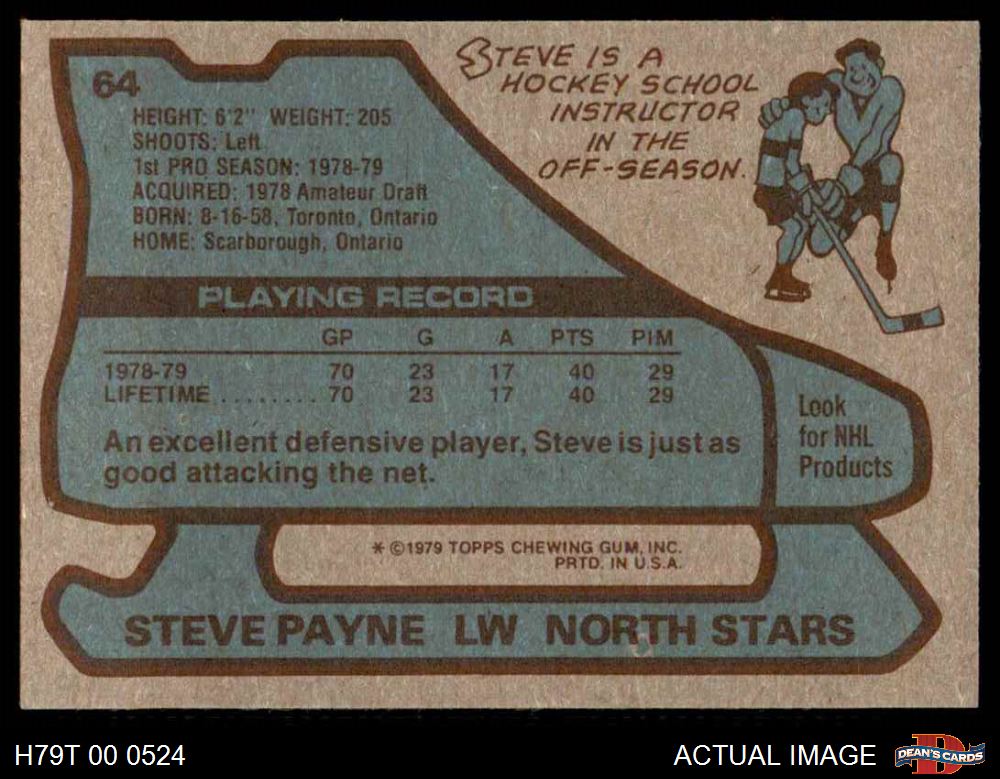 64
STEVE IS A
HOCKEY SCHOOL
INSTRUCTOR
IN THE
OFF-SEASON.
HEIGHT: 6'2" WEIGHT: 205
SHOOTS: Left
1st PRO SEASON: 1978-79
ACQUIRED: 1978 Amateur Draft
BORN: 8-16-58, Toronto, Ontario
HOME: Scarborough, Ontario
PLAYING RECORD
GP G A PTS PIM
1978-79 70 23 17 40 29
LIFETIME ........ 70 23 17 40 29
An excellent defensive player, Steve is just as
good attacking the net.
Look
for NHL
Products
* ©1979 TOPPS CHEWING GUM, INC.
PRTD. IN U.S.A.
STEVE PAYNE LW NORTH STARS
H79T 00 0524
ACTUAL IMAGE
DEAN'S CARDS